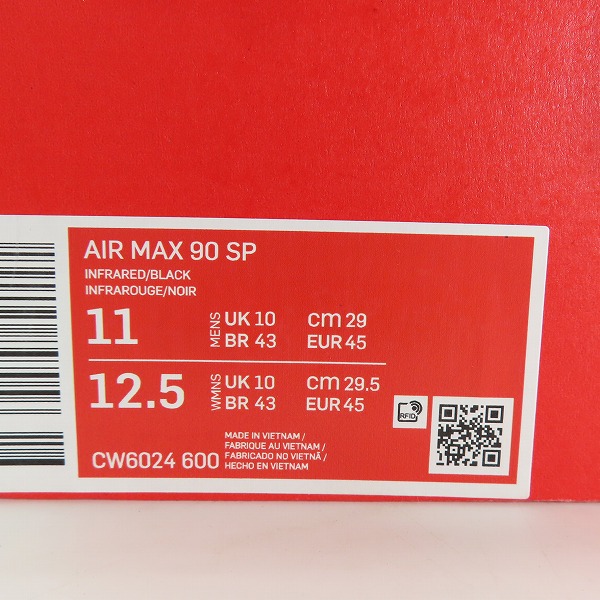 AIR MAX 90 SP
INFRARED/BLACK
INFRAROUGE/NOIR
11 MENS UK 10 cm 29
BR 43 EUR 45
12.5 WMNS UK 10 cm 29.5
BR 43 EUR 45
RFID
CW6024 600
MADE IN VIETNAM /
FABRIQUE AU VIETNAM /
FABRICADO NO VIETNÃ /
HECHO EN VIETNAM